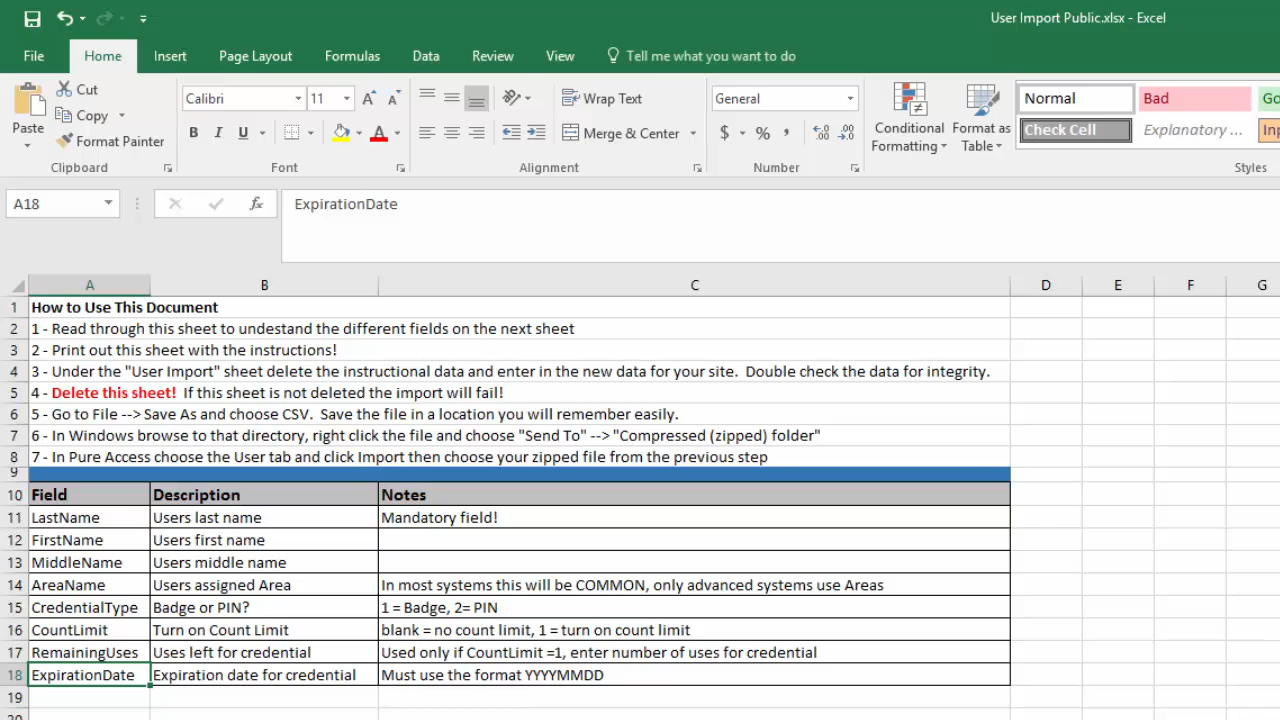 User Import Public.xlsx - Excel
File Home Insert Page Layout Formulas Data Review View Tell me what you want to do
Cut
Copy
Format Painter
Paste
Clipboard
Calibri 11
B I U
Font
Wrap Text
Merge & Center
Alignment
General
$ % ,
Number
Conditional Formatting
Format as Table
Normal Bad
Check Cell Explanatory ...
Styles
A18 fx ExpirationDate
A B C D E F G
1 How to Use This Document
2 1 - Read through this sheet to undestand the different fields on the next sheet
3 2 - Print out this sheet with the instructions!
4 3 - Under the "User Import" sheet delete the instructional data and enter in the new data for your site. Double check the data for integrity.
5 4 - Delete this sheet! If this sheet is not deleted the import will fail!
6 5 - Go to File --> Save As and choose CSV. Save the file in a location you will remember easily.
7 6 - In Windows browse to that directory, right click the file and choose "Send To" --> "Compressed (zipped) folder"
8 7 - In Pure Access choose the User tab and click Import then choose your zipped file from the previous step
9
10 Field Description Notes
11 LastName Users last name Mandatory field!
12 FirstName Users first name
13 MiddleName Users middle name
14 AreaName Users assigned Area In most systems this will be COMMON, only advanced systems use Areas
15 CredentialType Badge or PIN? 1 = Badge, 2= PIN
16 CountLimit Turn on Count Limit blank = no count limit, 1 = turn on count limit
17 RemainingUses Uses left for credential Used only if CountLimit =1, enter number of uses for credential
18 ExpirationDate Expiration date for credential Must use the format YYYYMMDD
19